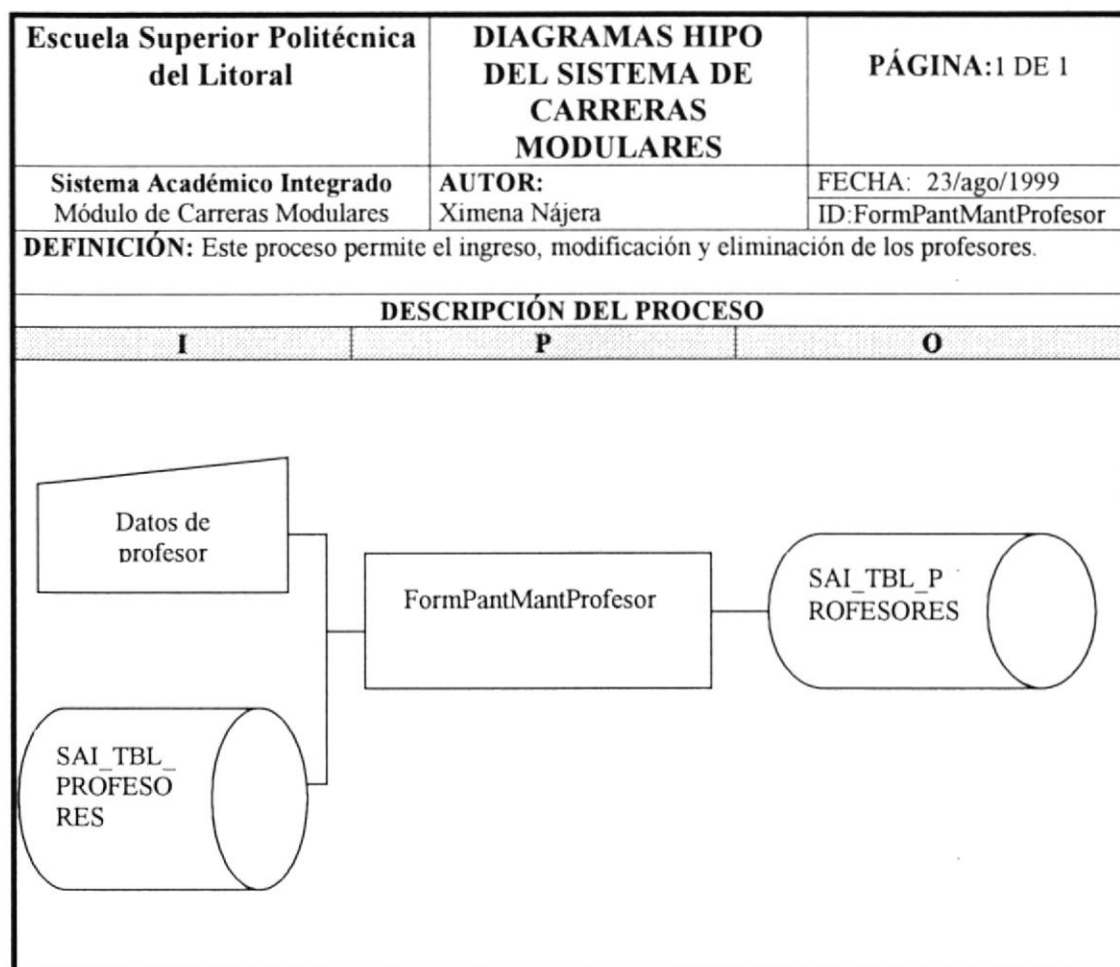 Escuela Superior Politécnica
del Litoral
DIAGRAMAS HIPO
DEL SISTEMA DE
CARRERAS
MODULARES
PÁGINA:1 DE 1
Sistema Académico Integrado
Módulo de Carreras Modulares
AUTOR:
Ximena Nájera
FECHA: 23/ago/1999
ID:FormPantMantProfesor
DEFINICIÓN: Este proceso permite el ingreso, modificación y eliminación de los profesores.
DESCRIPCIÓN DEL PROCESO
I
P
O
Datos de
profesor
FormPantMantProfesor
SAI_TBL_P
ROFESORES
SAI_TBL_
PROFESO
RES